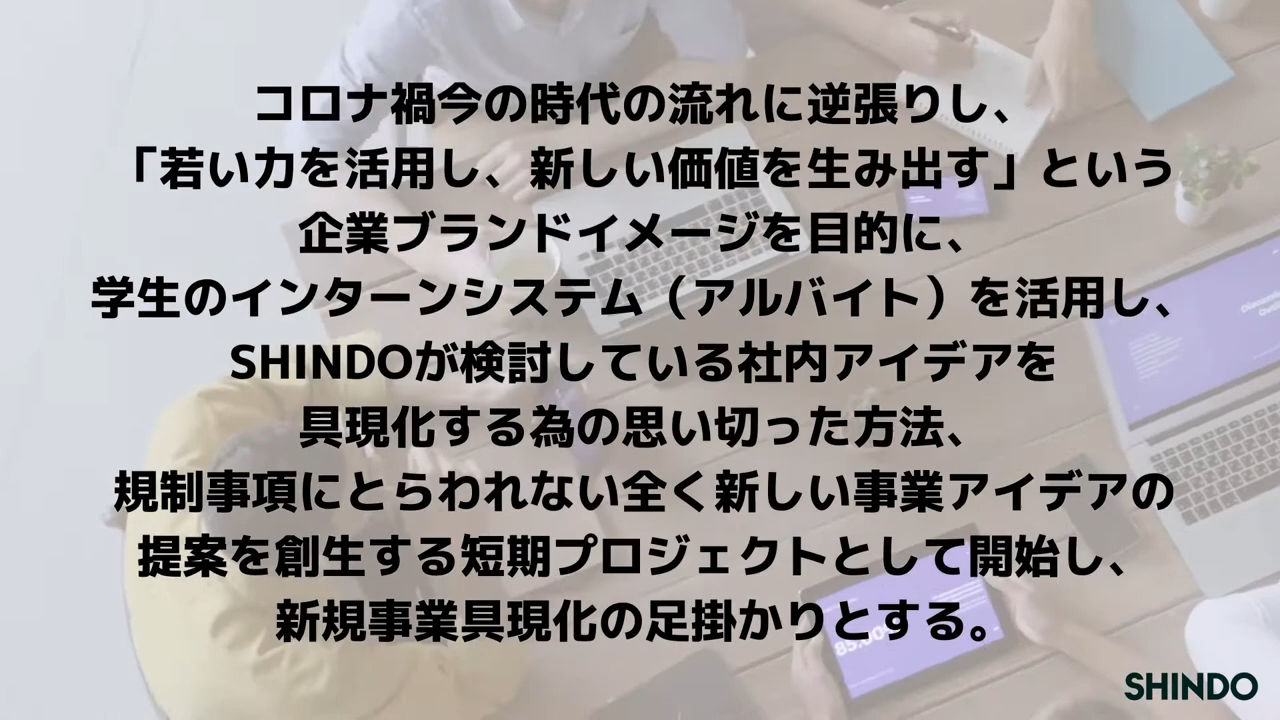 コロナ禍今の時代の流れに逆張りし、
「若い力を活用し、新しい価値を生み出す」という
企業ブランドイメージを目的に、
学生のインターンシステム（アルバイト）を活用し、
SHINDOが検討している社内アイデアを
具現化する為の思い切った方法、
規制事項にとらわれない全く新しい事業アイデアの
提案を創生する短期プロジェクトとして開始し、
新規事業具現化の足掛かりとする。
SHINDO